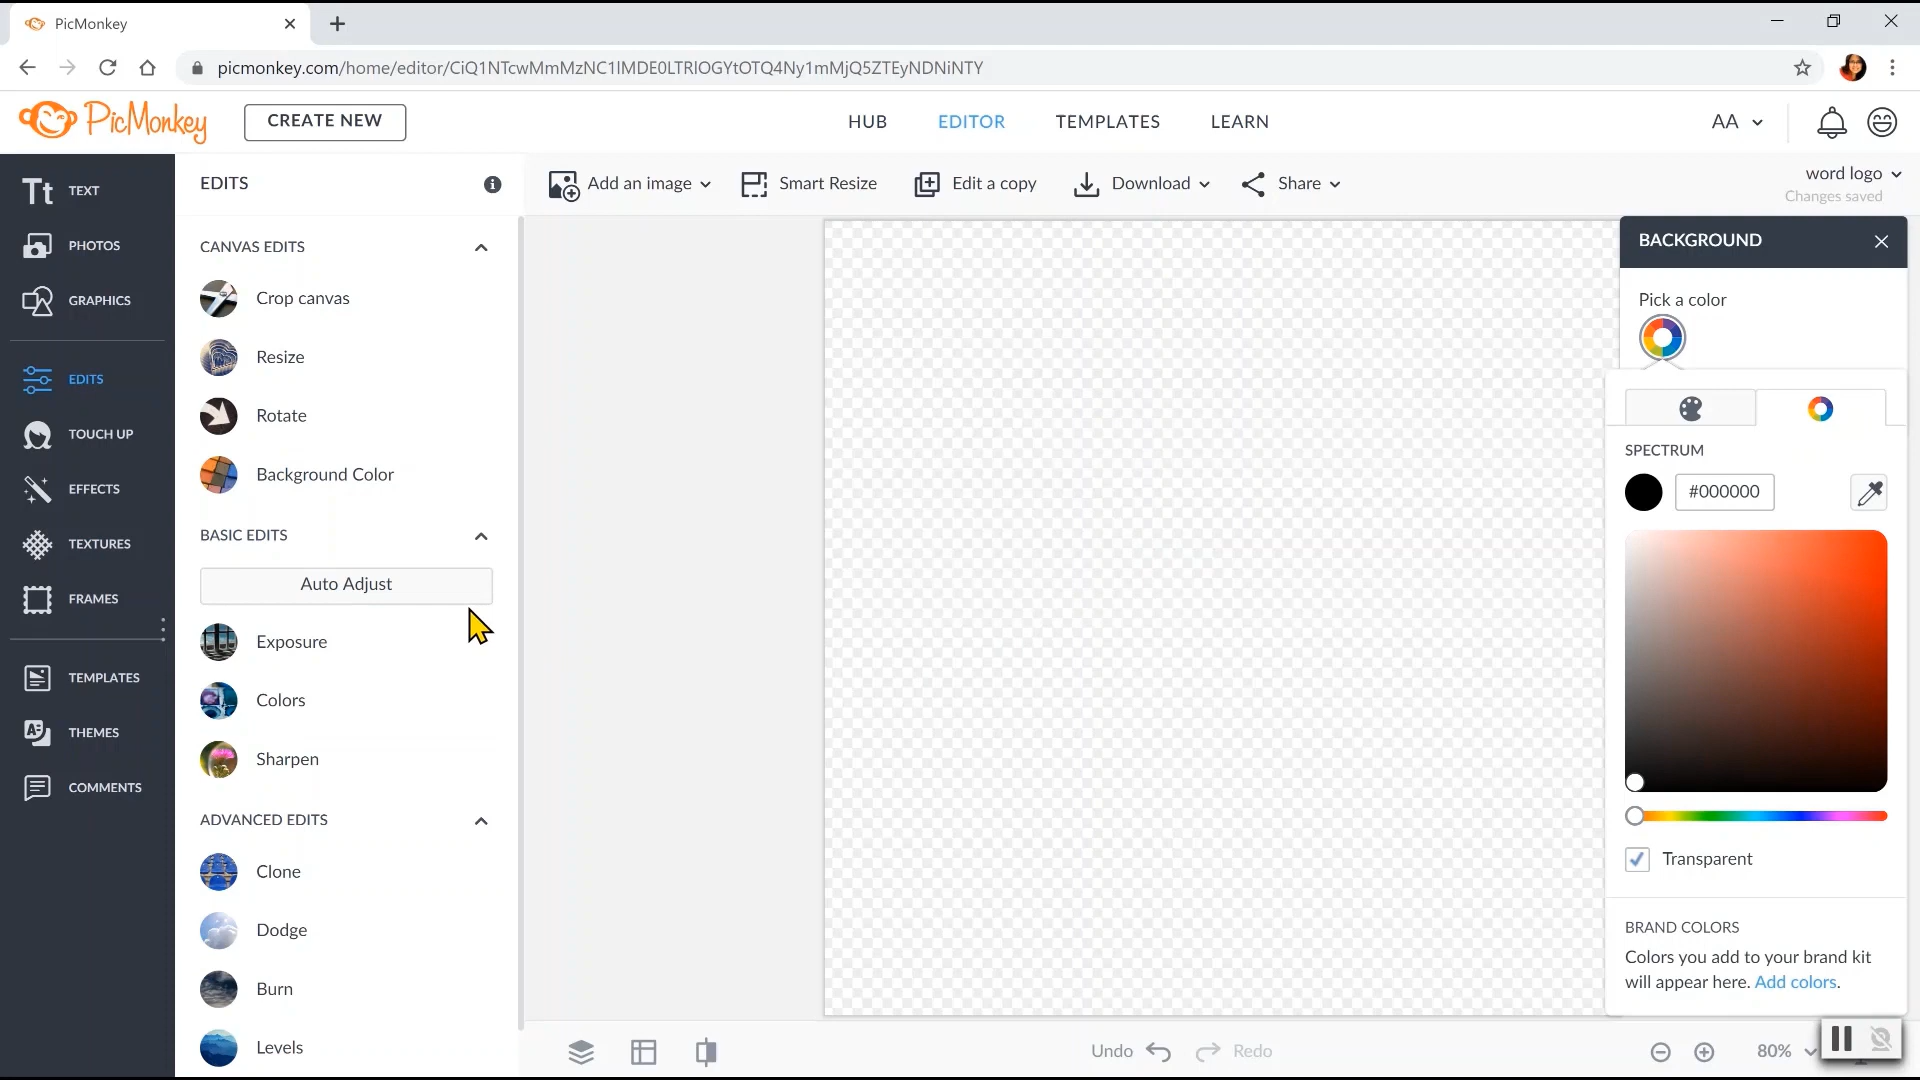 PicMonkey
picmonkey.com/home/editor/CiQ1NTcwMmMzNC1lMDE0LTRlOGYtOTQ4Ny1mMjQ5ZTEyNDNiNTY
PicMonkey
CREATE NEW
HUB
EDITOR
TEMPLATES
LEARN
AA
TEXT
PHOTOS
GRAPHICS
EDITS
TOUCH UP
EFFECTS
TEXTURES
FRAMES
TEMPLATES
THEMES
COMMENTS
EDITS
CANVAS EDITS
Crop canvas
Resize
Rotate
Background Color
BASIC EDITS
Auto Adjust
Exposure
Colors
Sharpen
ADVANCED EDITS
Clone
Dodge
Burn
Levels
Add an image
Smart Resize
Edit a copy
Download
Share
word logo
Changes saved
BACKGROUND
Pick a color
SPECTRUM
#000000
Transparent
BRAND COLORS
Colors you add to your brand kit
will appear here. Add colors.
Undo
Redo
80%